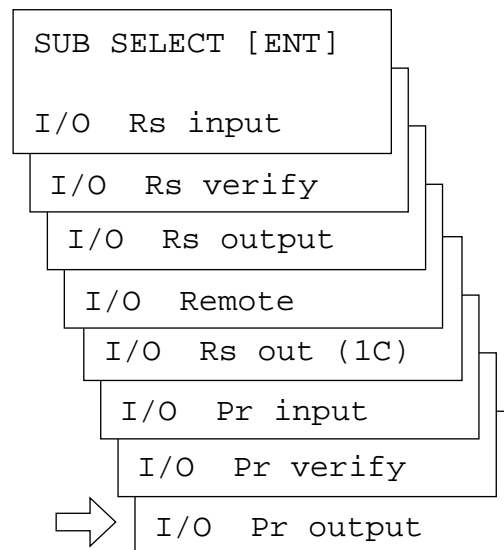 SUB SELECT [ENT]
I/O Rs input
I/O Rs verify
I/O Rs output
I/O Remote
I/O Rs out (1C)
I/O Pr input
I/O Pr verify
I/O Pr output